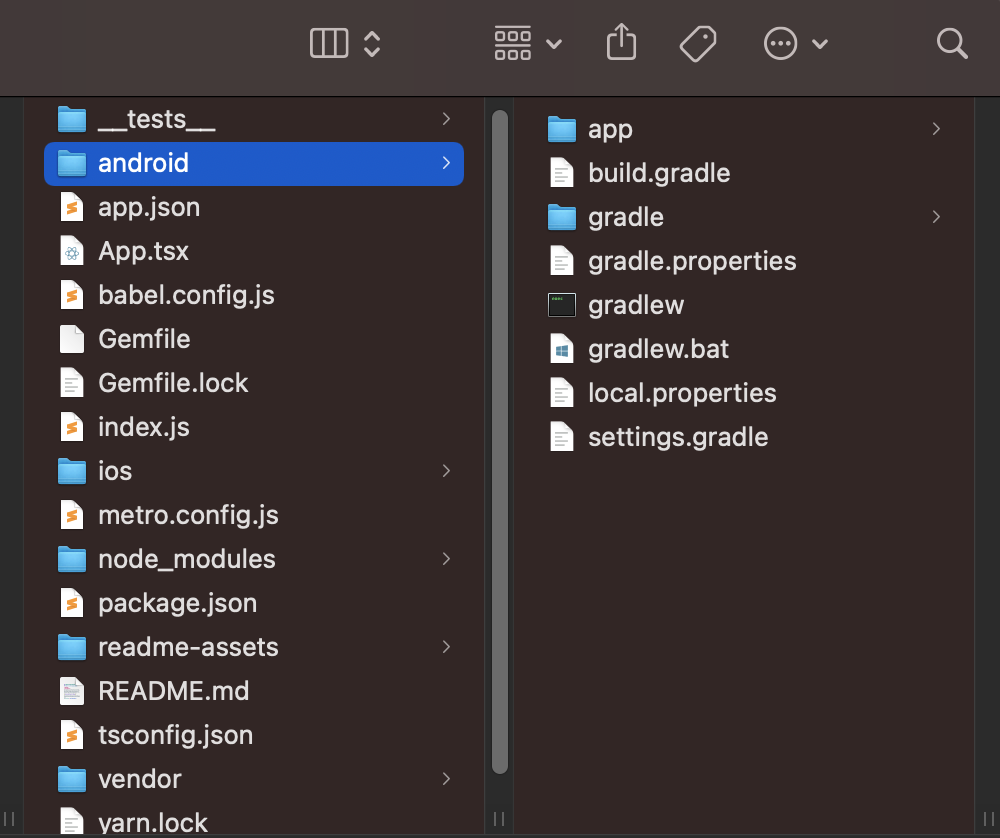 __tests__
android
app.json
App.tsx
babel.config.js
Gemfile
Gemfile.lock
index.js
ios
metro.config.js
node_modules
package.json
readme-assets
README.md
tsconfig.json
vendor
yarn.lock
app
build.gradle
gradle
gradle.properties
gradlew
gradlew.bat
local.properties
settings.gradle